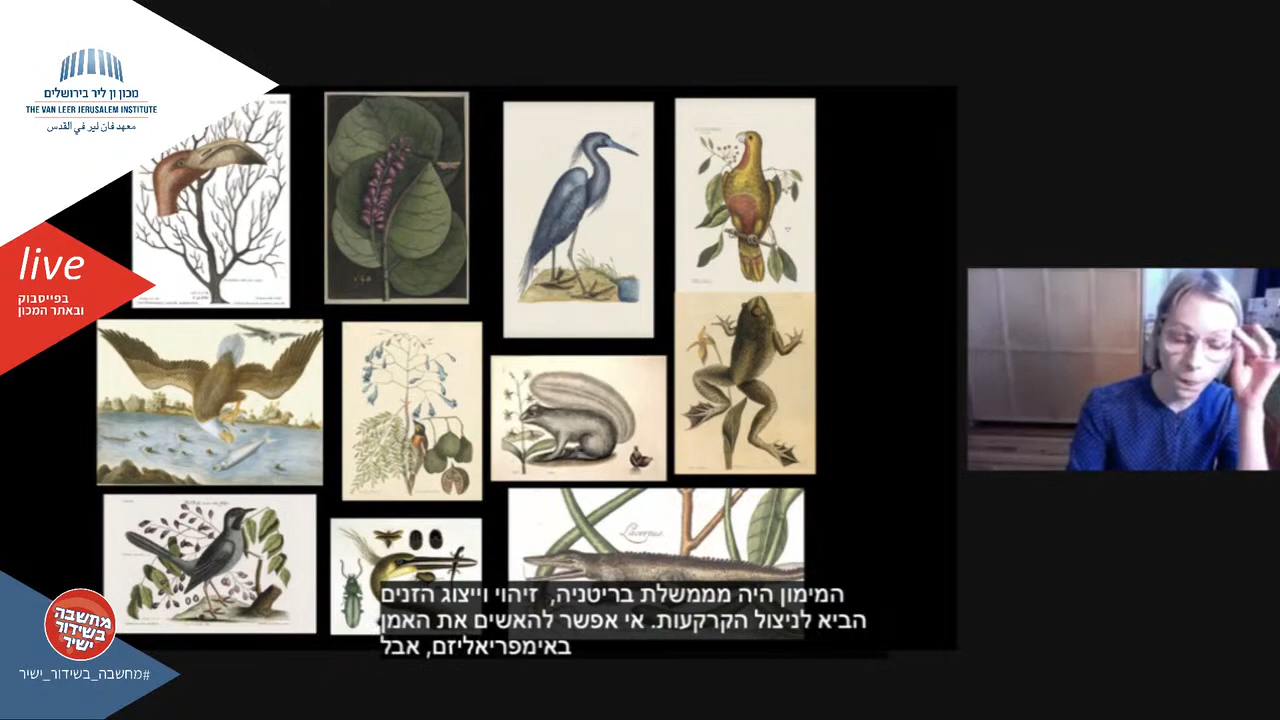 מכון ון ליר בירושלים
THE VAN LEER JERUSALEM INSTITUTE
معهد فان لير في القدس
live
בפייסבוק
ובאתר המכון
Lacertus.
המימון היה מממשלת בריטניה, זיהוי וייצוג הזנים
הביא לניצול הקרקעות. אי אפשר להאשים את האמן
באימפריאליזם, אבל
מחשבה
בשידור
ישיר
#מחשבה_בשידור_ישיר